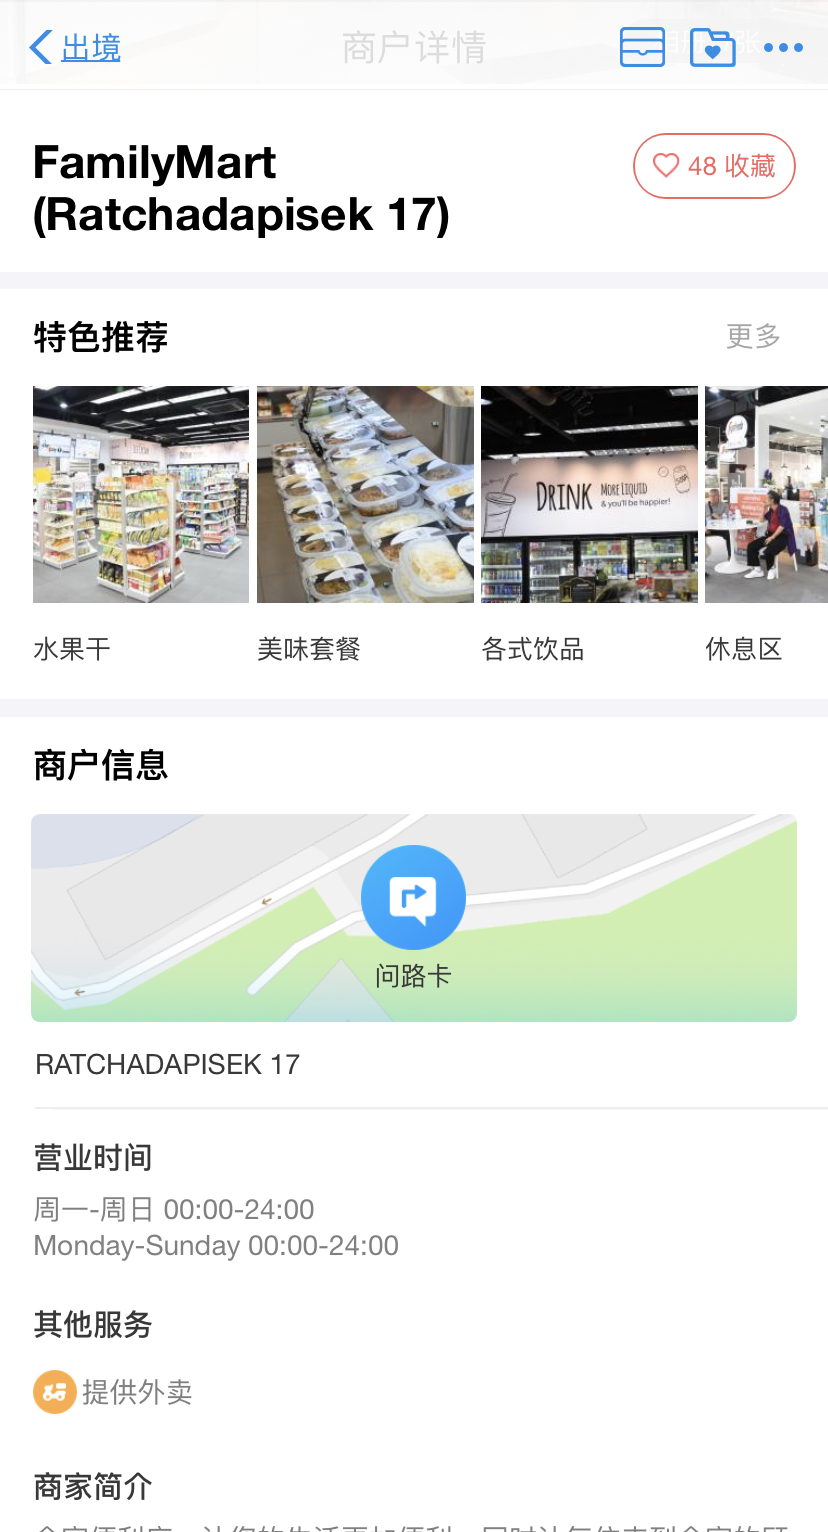 出境
商户详情
FamilyMart
48 收藏
(Ratchadapisek 17)
特色推荐
更多
DRINK
MORE LIQUID
& you'll be happier!
水果干
美味套餐
各式饮品
休息区
商户信息
问路卡
RATCHADAPISEK 17
营业时间
周一-周日 00:00-24:00
Monday-Sunday 00:00-24:00
其他服务
提供外卖
商家简介